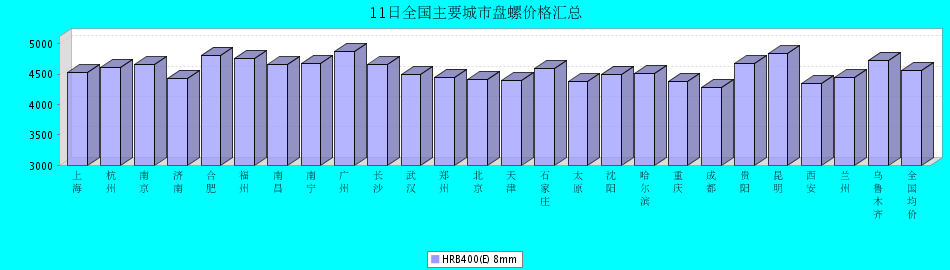 11日全国主要城市盘螺价格汇总
5000
4500
4000
3500
3000
上海
杭州
南京
济南
合肥
福州
南昌
南宁
广州
长沙
武汉
郑州
北京
天津
石家庄
太原
沈阳
哈尔滨
重庆
成都
贵阳
昆明
西安
兰州
乌鲁木齐
全国均价
HRB400(E) 8mm